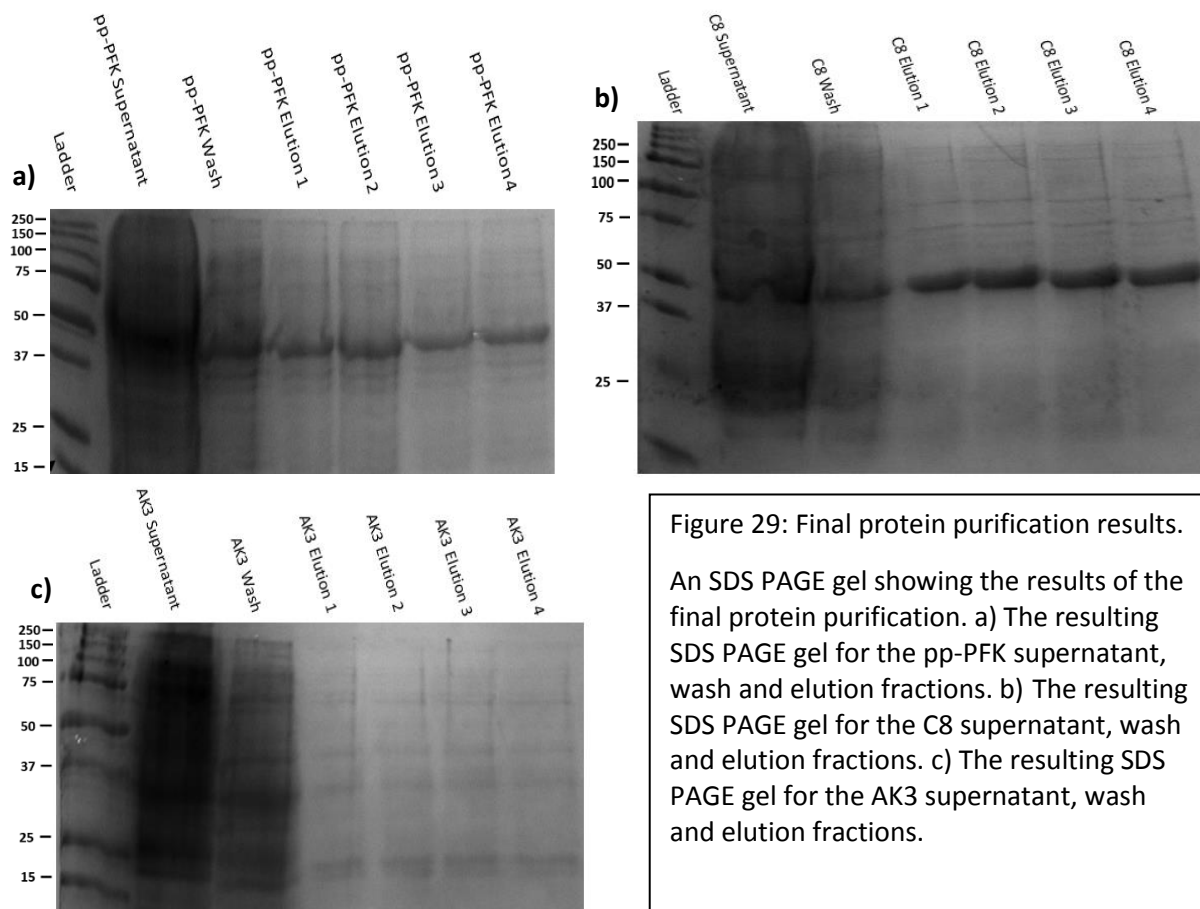 a)
Ladder
pp-PFK Supernatant
pp-PFK Wash
pp-PFK Elution 1
pp-PFK Elution 2
pp-PFK Elution 3
pp-PFK Elution 4
250
150
100
75
50
37
25
15
b)
Ladder
C8 Supernatant
C8 Wash
C8 Elution 1
C8 Elution 2
C8 Elution 3
C8 Elution 4
250
150
100
75
50
37
25
c)
Ladder
AK3 Supernatant
AK3 Wash
AK3 Elution 1
AK3 Elution 2
AK3 Elution 3
AK3 Elution 4
250
150
100
75
50
37
25
15
Figure 29: Final protein purification results.
An SDS PAGE gel showing the results of the
final protein purification. a) The resulting
SDS PAGE gel for the pp-PFK supernatant,
wash and elution fractions. b) The resulting
SDS PAGE gel for the C8 supernatant, wash
and elution fractions. c) The resulting SDS
PAGE gel for the AK3 supernatant, wash
and elution fractions.